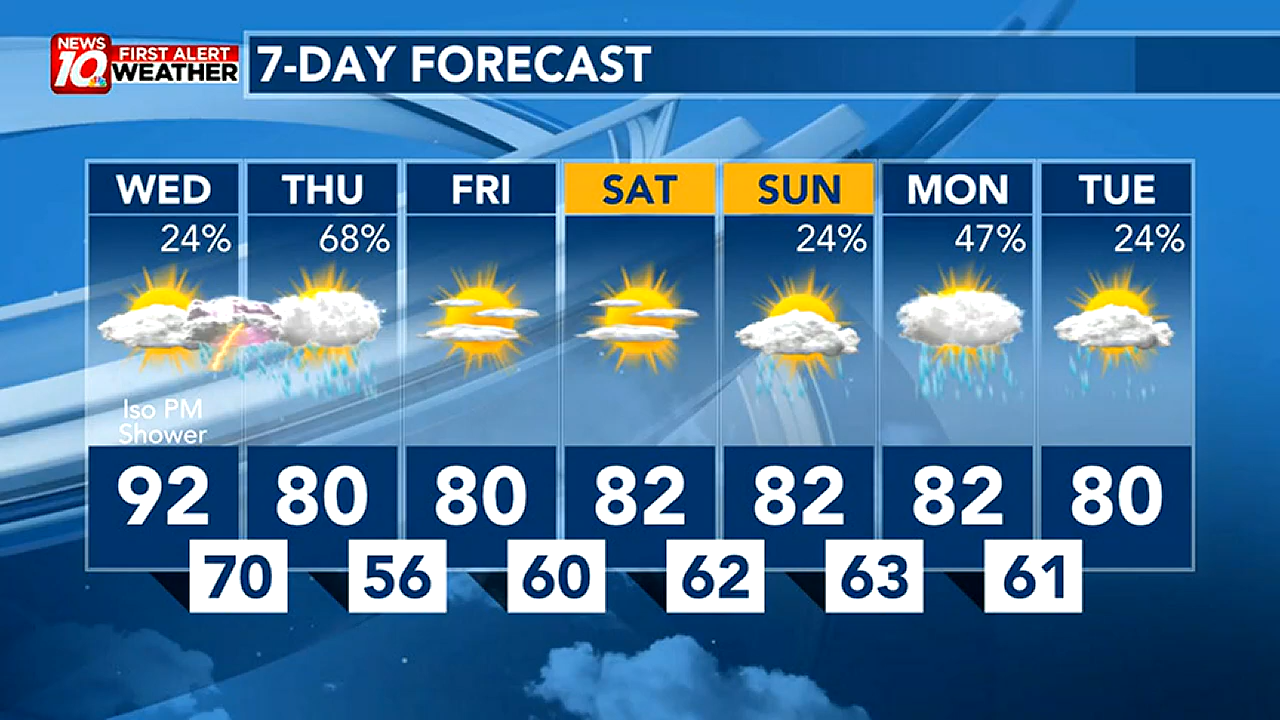 NEWS
10
FIRST ALERT
WEATHER
7-DAY FORECAST
WED THU FRI SAT SUN MON TUE
24% 68% 24% 47% 24%
Iso PM
Shower
92 80 80 82 82 82 80
70 56 60 62 63 61